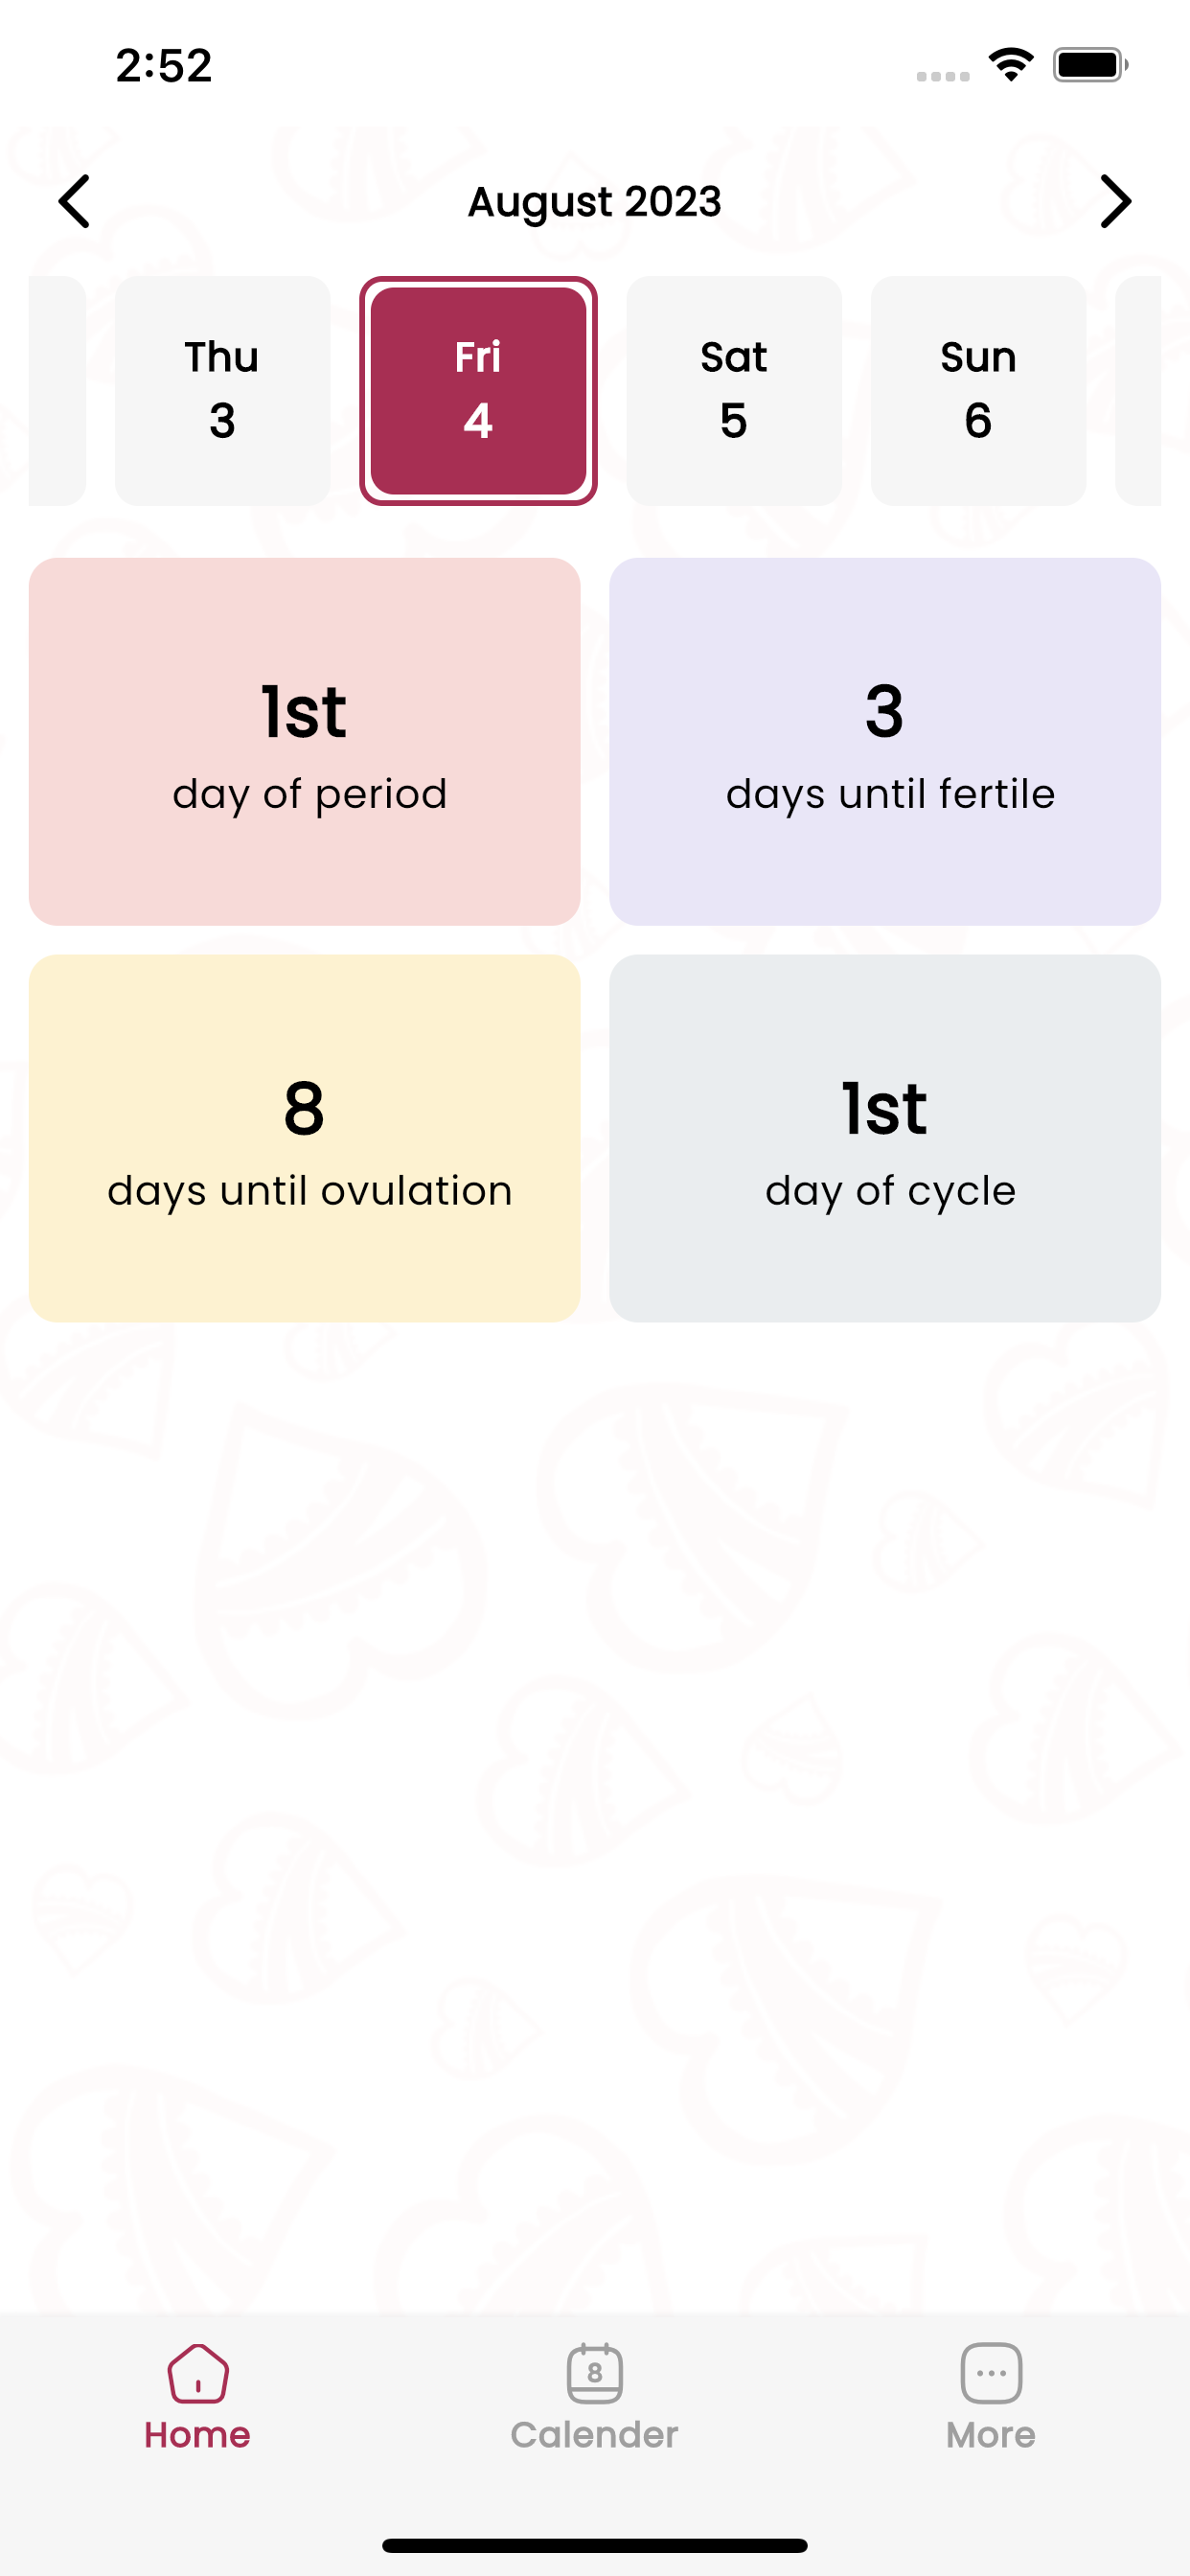 2:52
August 2023
Thu
3
Fri
4
Sat
5
Sun
6
1st
day of period
3
days until fertile
8
days until ovulation
1st
day of cycle
8
Home
Calender
More